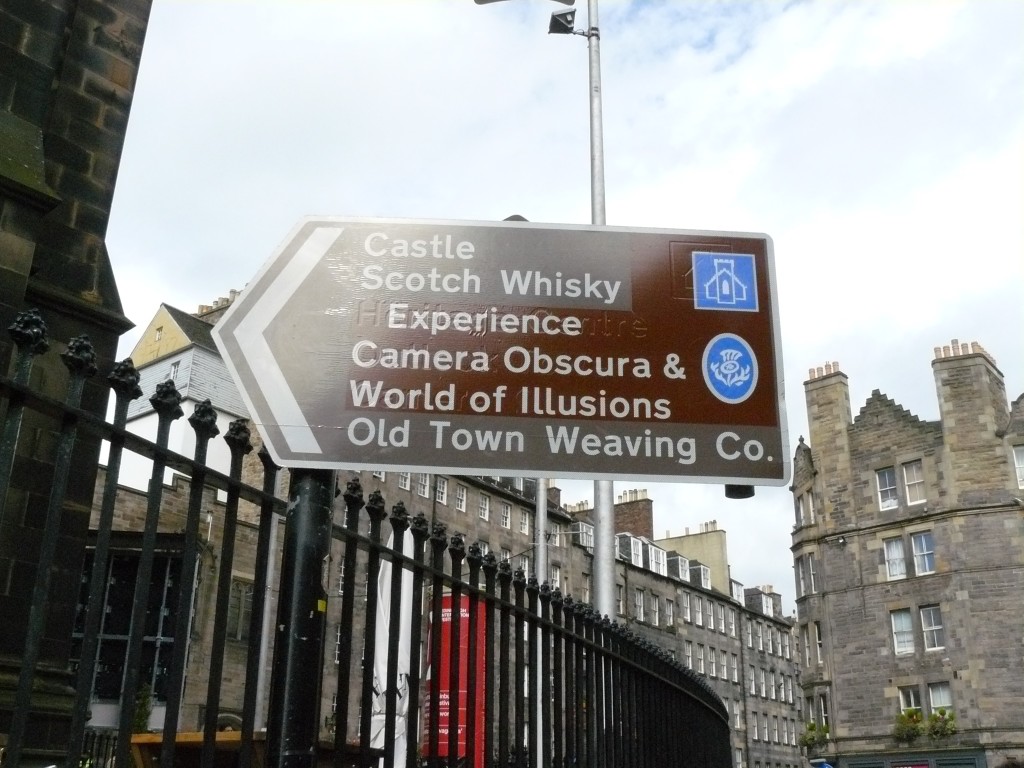 Castle
Scotch Whisky
Experience
Camera Obscura &
World of Illusions
Old Town Weaving Co.